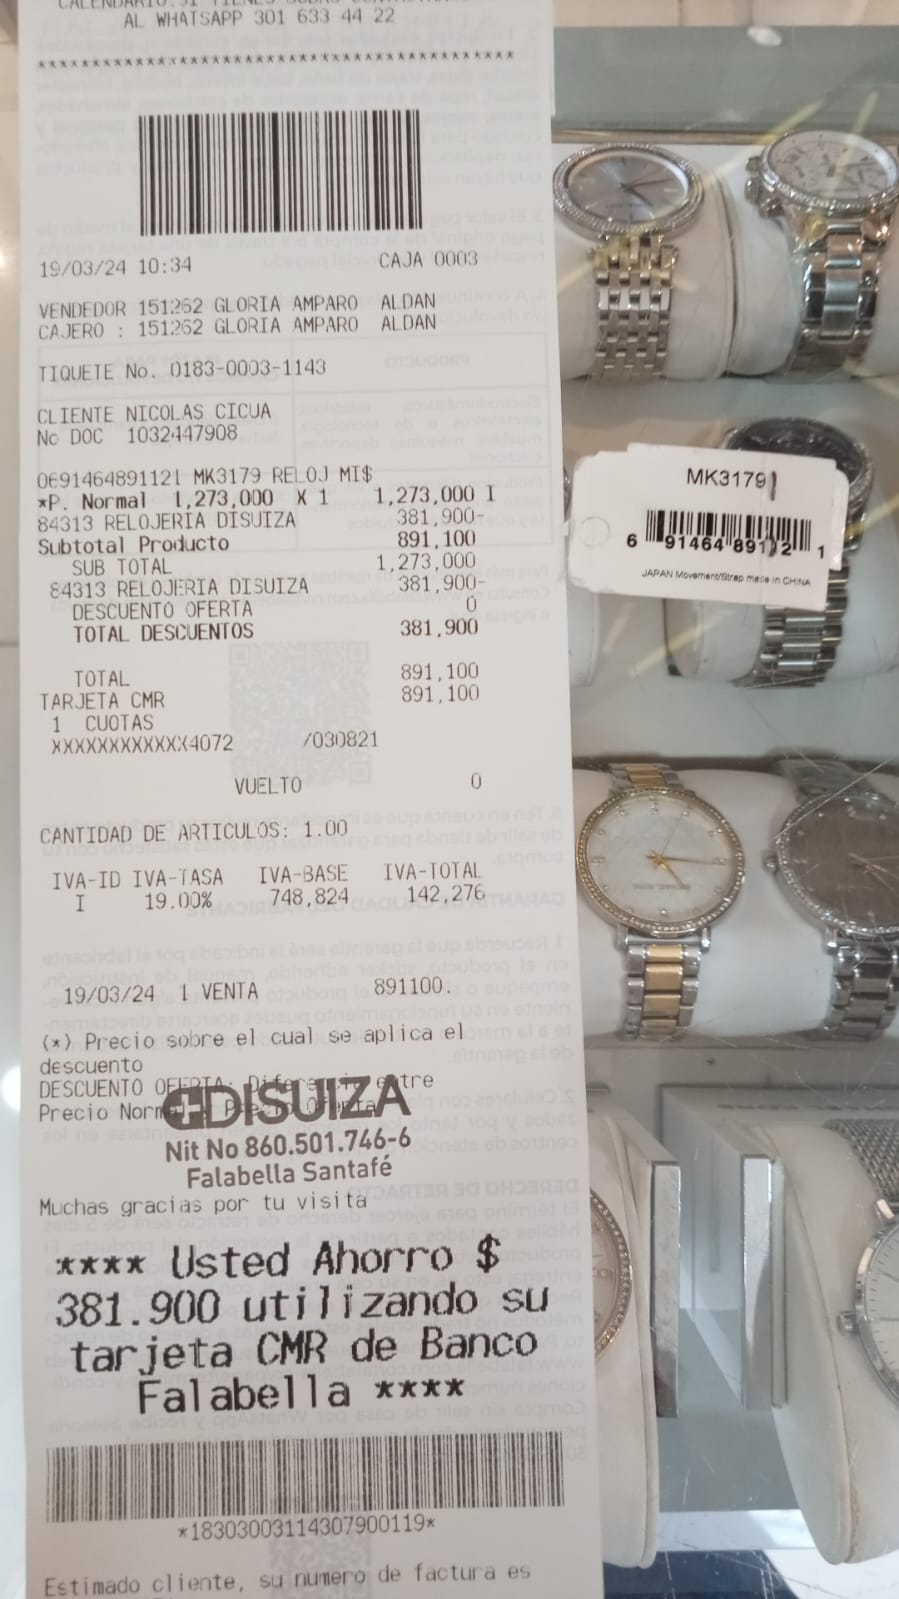 AL WHATSAPP 301 633 44 22
******************************************
19/03/24 10:34 CAJA 0003
VENDEDOR 151262 GLORIA AMPARO ALDAN
CAJERO : 151262 GLORIA AMPARO ALDAN
TIQUETE No. 0183-0003-1143
CLIENTE NICOLAS CICUA
No DOC 1032447908
0691464891121 MK3179 RELOJ MI$
*P. Normal 1,273,000 X 1 1,273,000 I
84313 RELOJERIA DISUIZA 381,900-
Subtotal Producto 891,100
SUB TOTAL 1,273,000
84313 RELOJERIA DISUIZA 381,900-
DESCUENTO OFERTA 0
TOTAL DESCUENTOS 381,900
TOTAL 891,100
TARJETA CMR 891,100
1 CUOTAS
XXXXXXXXXXXX4072 /030821
VUELTO 0
CANTIDAD DE ARTICULOS: 1.00
IVA-ID IVA-TASA IVA-BASE IVA-TOTAL
I 19.00% 748,824 142,276
19/03/24 1 VENTA 891100.
(*) Precio sobre el cual se aplica el
descuento
DESCUENTO OFERTA: Diferencia entre
Precio Normal y Precio Oferta
DISUIZA
Nit No 860.501.746-6
Falabella Santafé
Muchas gracias por tu visita
**** Usted Ahorro $
381.900 utilizando su
tarjeta CMR de Banco
Falabella ****
*18303003114307900119*
Estimado cliente, su numero de factura es
MK3179
6 91464 89112 1
JAPAN Movement/Strap made in CHINA